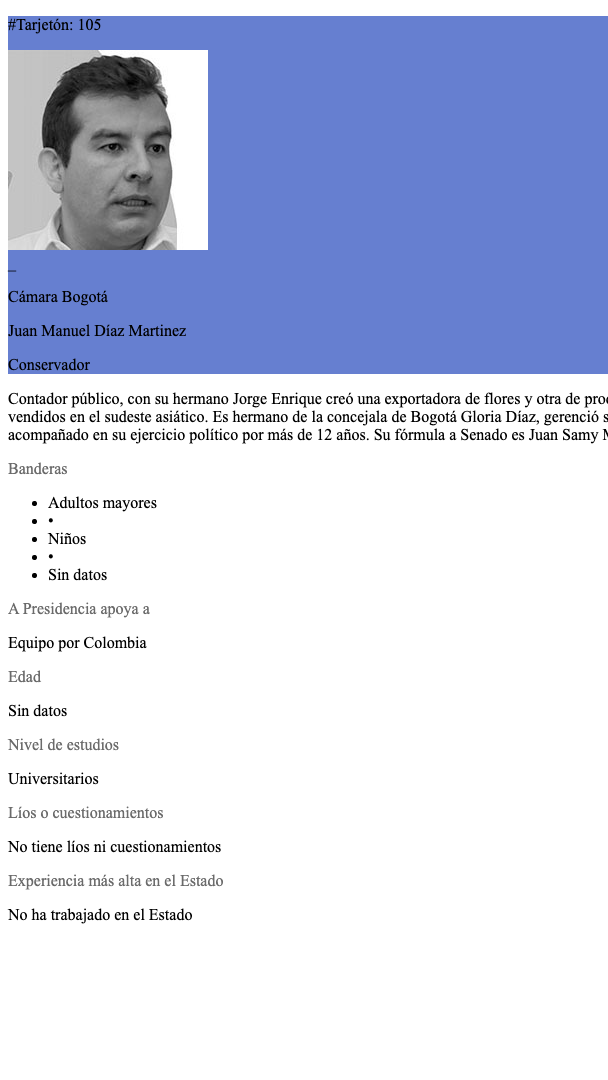 #Tarjetón: 105
_
Cámara Bogotá
Juan Manuel Díaz Martinez
Conservador
Contador público, con su hermano Jorge Enrique creó una exportadora de flores y otra de
vendidos en el sudeste asiático. Es hermano de la concejala de Bogotá Gloria Díaz, gerenció
acompañado en su ejercicio político por más de 12 años. Su fórmula a Senado es Juan Samy
Banderas
• Adultos mayores
• •
• Niños
• •
• Sin datos
A Presidencia apoya a
Equipo por Colombia
Edad
Sin datos
Nivel de estudios
Universitarios
Líos o cuestionamientos
No tiene líos ni cuestionamientos
Experiencia más alta en el Estado
No ha trabajado en el Estado